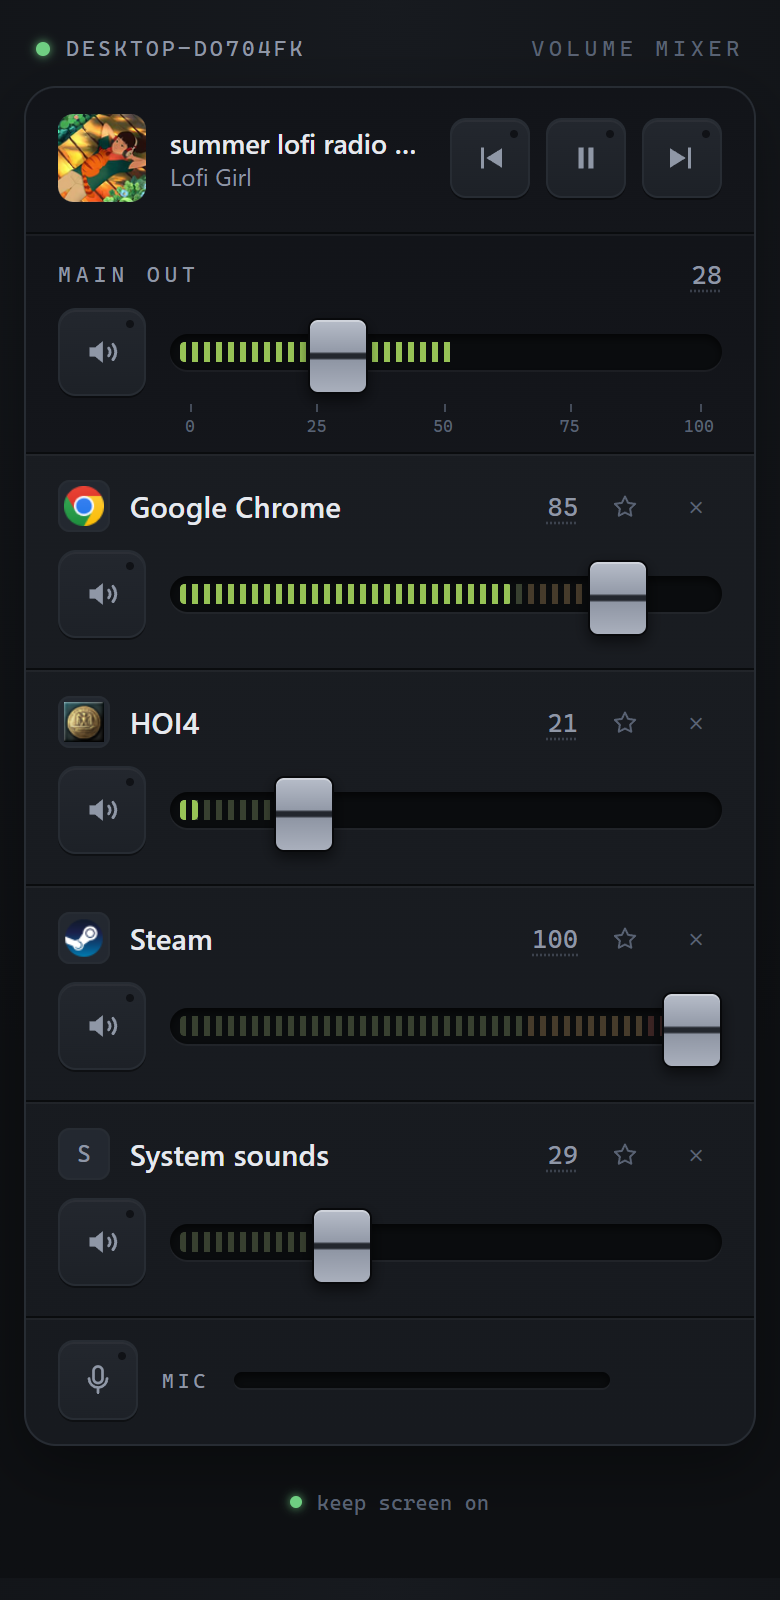 DESKTOP-DO704FK VOLUME MIXER
summer lofi radio ...
Lofi Girl
MAIN OUT 28
0 25 50 75 100
Google Chrome 85
HOI4 21
Steam 100
S System sounds 29
MIC
keep screen on